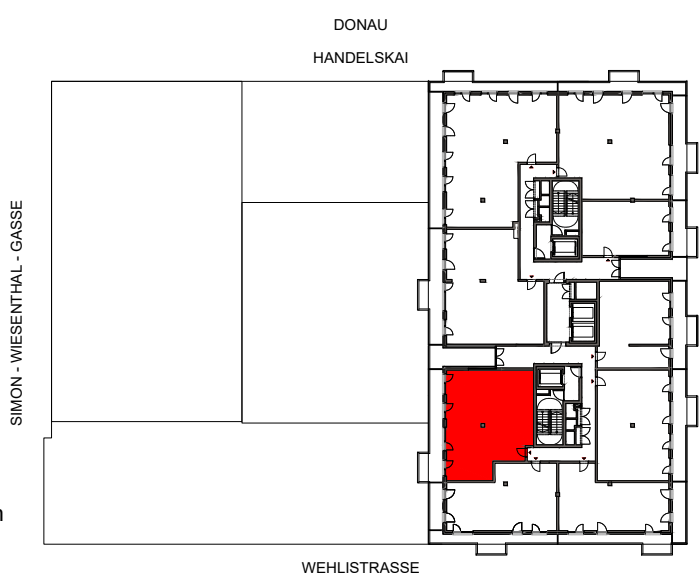 DONAU
HANDELSKAI
SIMON - WIESENTHAL - GASSE
n
WEHLISTRASSE